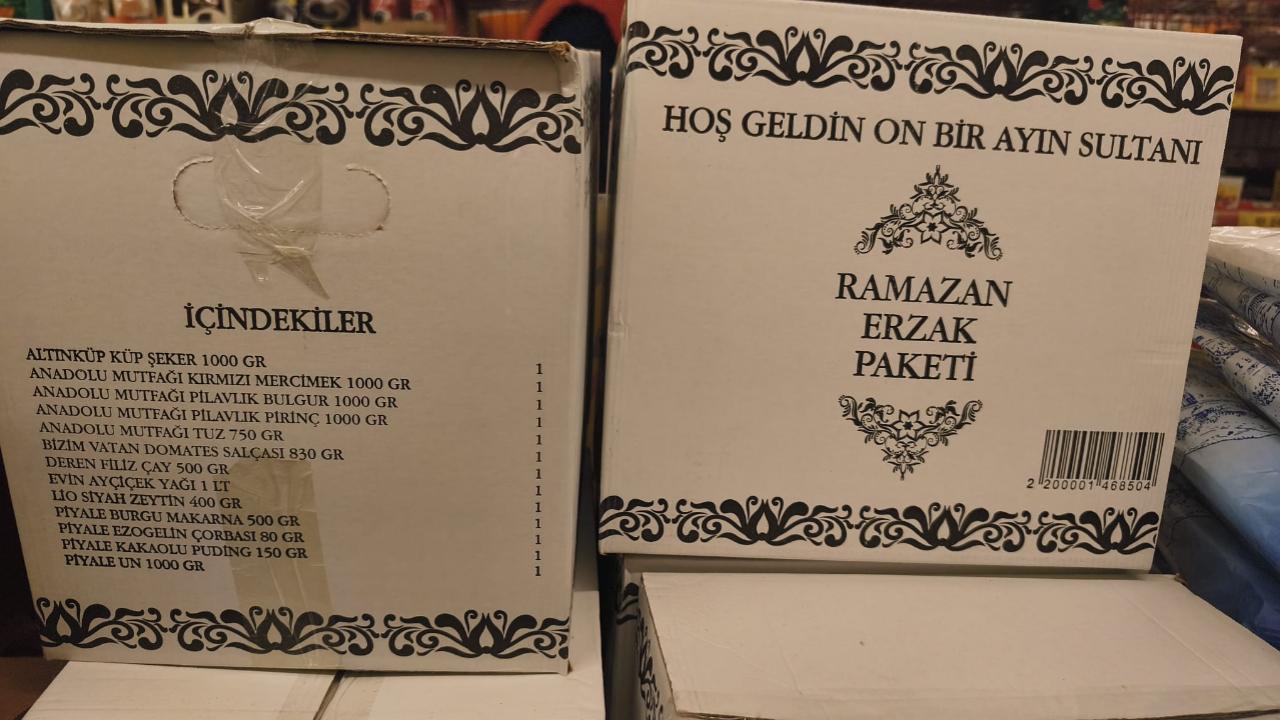 İÇİNDEKİLER
ALTINKÜP KÜP ŞEKER 1000 GR 1
ANADOLU MUTFAĞI KIRMIZI MERCİMEK 1000 GR 1
ANADOLU MUTFAĞI PİLAVLIK BULGUR 1000 GR 1
ANADOLU MUTFAĞI PİLAVLIK PİRİNÇ 1000 GR 1
ANADOLU MUTFAĞI TUZ 750 GR 1
BİZİM VATAN DOMATES SALÇASI 830 GR 1
DEREN FİLİZ ÇAY 500 GR 1
EVİN AYÇİÇEK YAĞI 1 LT 1
LİO SİYAH ZEYTİN 400 GR 1
PİYALE BURGU MAKARNA 500 GR 1
PİYALE EZOGELİN ÇORBASI 80 GR 1
PİYALE KAKAOLU PUDİNG 150 GR 1
PİYALE UN 1000 GR 1
HOŞ GELDİN ON BİR AYIN SULTANI
RAMAZAN
ERZAK
PAKETİ
2 200001 468504